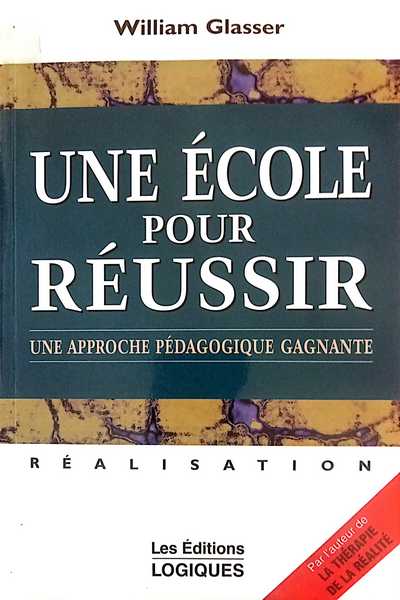 William Glasser
UNE ÉCOLE
POUR
RÉUSSIR
UNE APPROCHE PÉDAGOGIQUE GAGNANTE
RÉALISATION
Par l'auteur de
LA THÉRAPIE
DE LA RÉALITÉ
Les Éditions
LOGIQUES